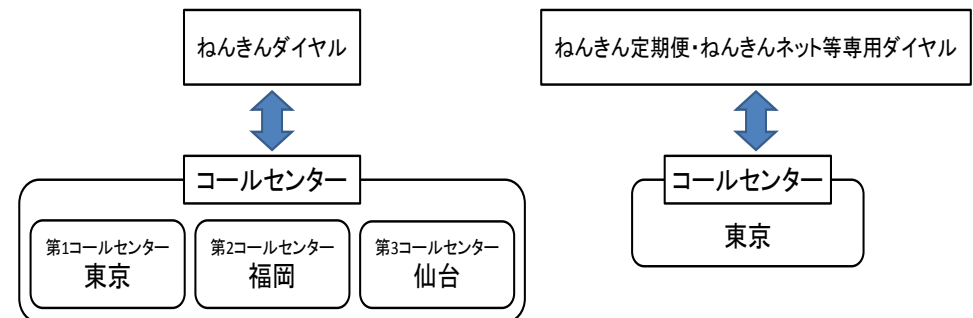 ねんきんダイヤル
ねんきん定期便・ねんきんネット等専用ダイヤル
コールセンター
コールセンター
第1コールセンター
東京
第2コールセンター
福岡
第3コールセンター
仙台
東京